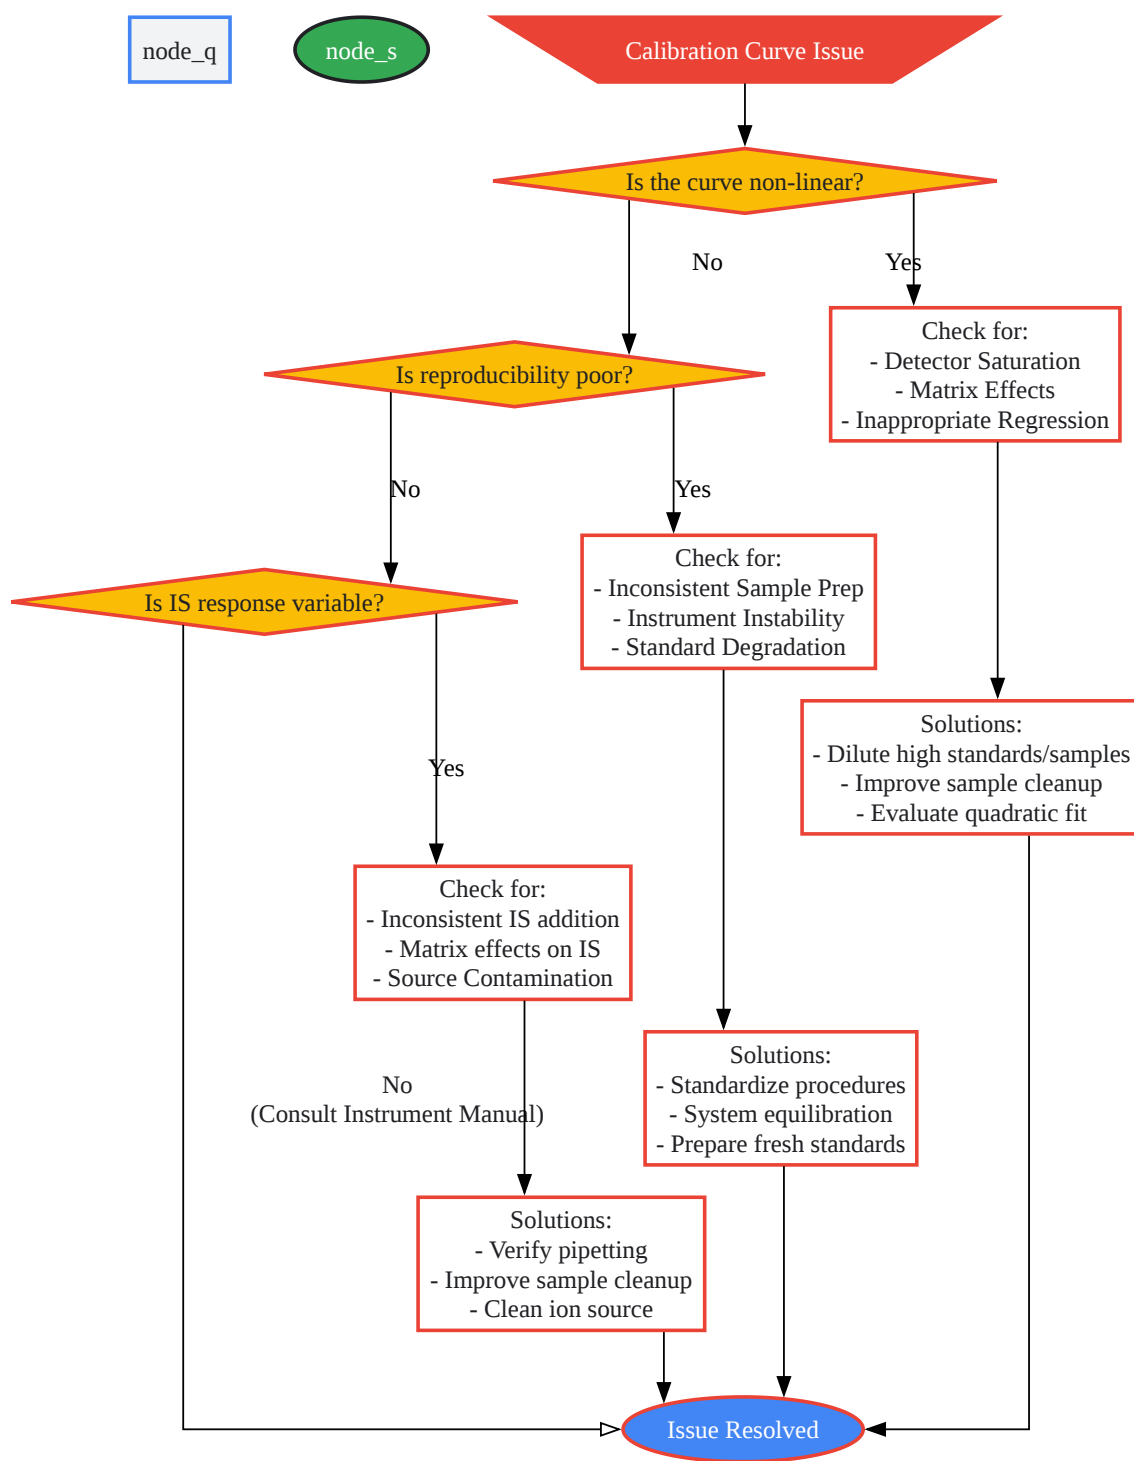 node_q
node_s
Calibration Curve Issue
Is the curve non-linear?
No
Yes
Check for:
- Detector Saturation
- Matrix Effects
- Inappropriate Regression
Is reproducibility poor?
No
Yes
Check for:
- Inconsistent Sample Prep
- Instrument Instability
- Standard Degradation
Is IS response variable?
Solutions:
- Dilute high standards/samples
- Improve sample cleanup
- Evaluate quadratic fit
Yes
Check for:
- Inconsistent IS addition
- Matrix effects on IS
- Source Contamination
No
(Consult Instrument Manual)
Solutions:
- Standardize procedures
- System equilibration
- Prepare fresh standards
Solutions:
- Verify pipetting
- Improve sample cleanup
- Clean ion source
Issue Resolved